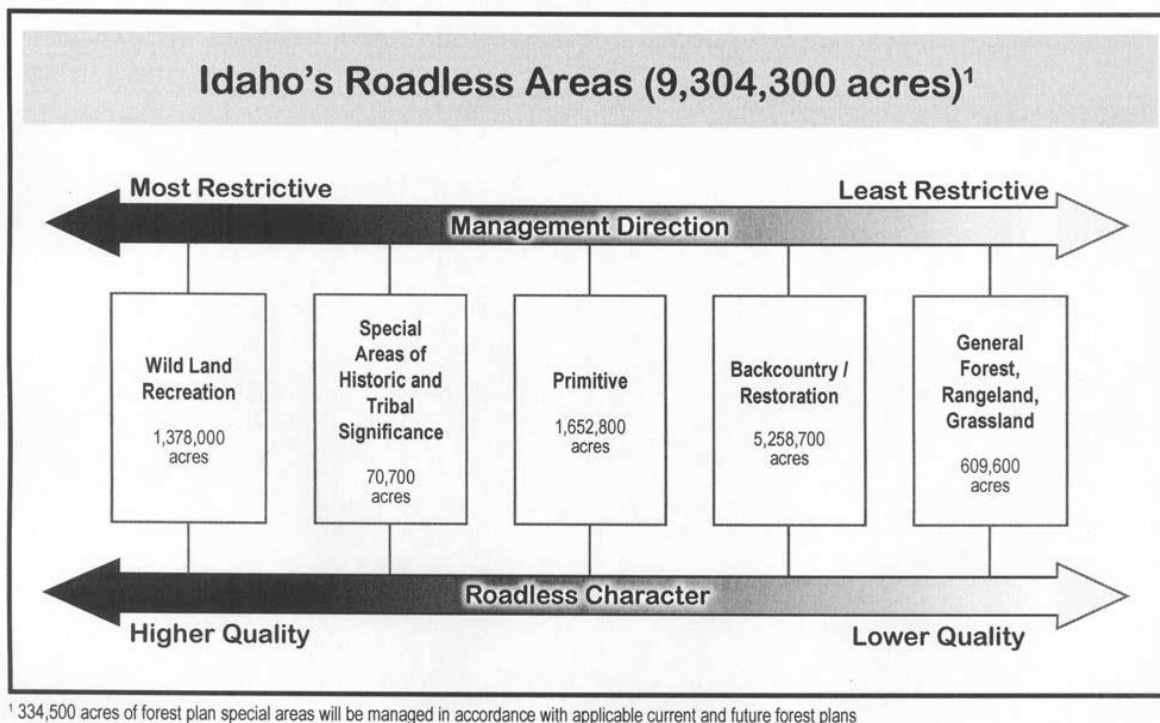 Idaho's Roadless Areas (9,304,300 acres)¹
Most Restrictive
Least Restrictive
Management Direction
Wild Land
Recreation
1,378,000
acres
Special
Areas of
Historic and
Tribal
Significance
70,700
acres
Primitive
1,652,800
acres
Backcountry /
Restoration
5,258,700
acres
General
Forest,
Rangeland,
Grassland
609,600
acres
Roadless Character
Higher Quality
Lower Quality
¹ 334,500 acres of forest plan special areas will be managed in accordance with applicable current and future forest plans